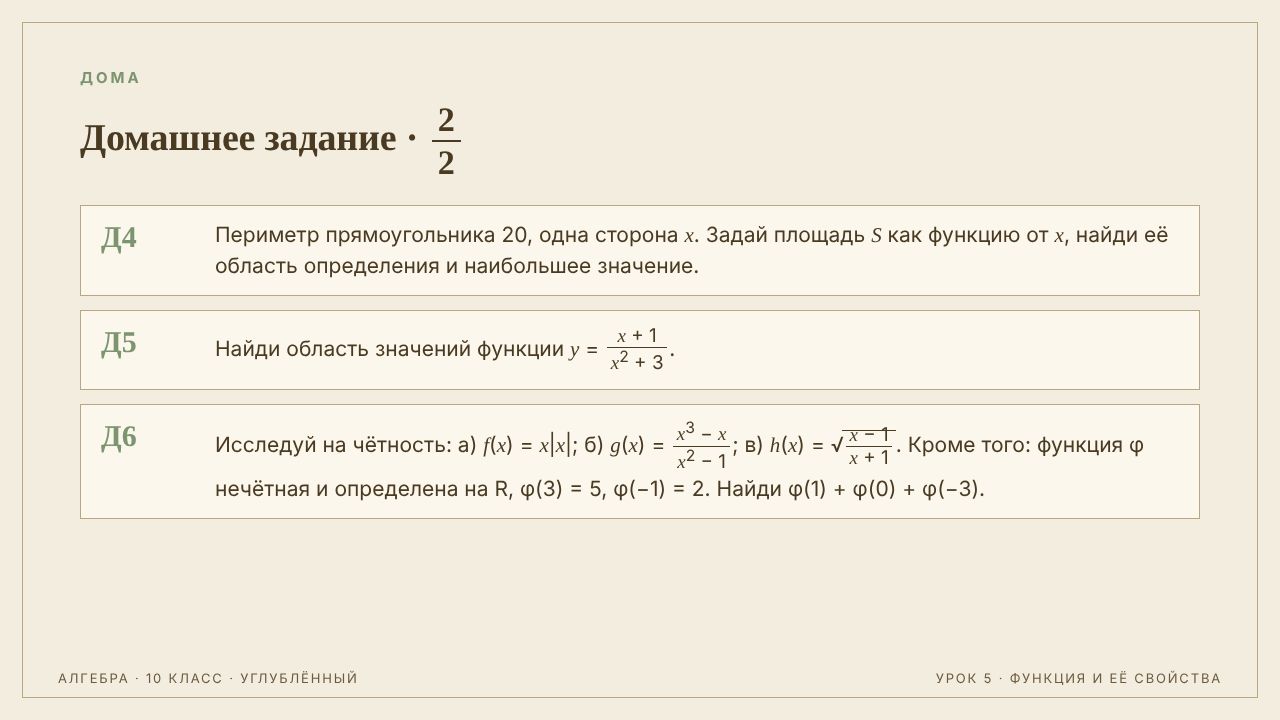 ДОМА
Домашнее задание · 2/2
Д4
Периметр прямоугольника 20, одна сторона x. Задай площадь S как функцию от x, найди её
область определения и наибольшее значение.
Д5
Найди область значений функции y = (x + 1)/(x² + 3).
Д6
Исследуй на чётность: а) f(x) = x|x|; б) g(x) = (x³ − x)/(x² − 1); в) h(x) = √((x − 1)/(x + 1)). Кроме того: функция φ
нечётная и определена на R, φ(3) = 5, φ(−1) = 2. Найди φ(1) + φ(0) + φ(−3).
АЛГЕБРА · 10 КЛАСС · УГЛУБЛЁННЫЙ
УРОК 5 · ФУНКЦИЯ И ЕЁ СВОЙСТВА